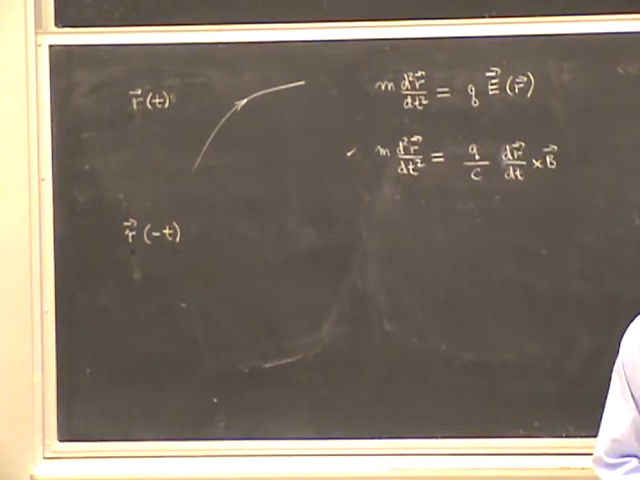 r⃗(t)
m d²r⃗/dt² = q E⃗(r⃗)
m d²r⃗/dt² = q/c dr⃗/dt × B⃗
r⃗(-t)